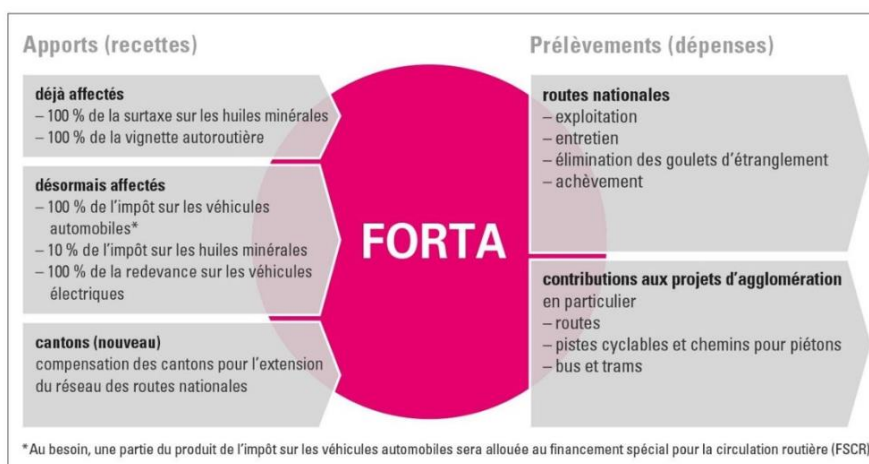 Apports (recettes)
déjà affectés
– 100 % de la surtaxe sur les huiles minérales
– 100 % de la vignette autoroutière
désormais affectés
– 100 % de l'impôt sur les véhicules
automobiles*
– 10 % de l'impôt sur les huiles minérales
– 100 % de la redevance sur les véhicules
électriques
cantons (nouveau)
compensation des cantons pour l'extension
du réseau des routes nationales
FORTA
Prélèvements (dépenses)
routes nationales
– exploitation
– entretien
– élimination des goulets d'étranglement
– achèvement
contributions aux projets d'agglomération
en particulier
– routes
– pistes cyclables et chemins pour piétons
– bus et trams
*Au besoin, une partie du produit de l'impôt sur les véhicules automobiles sera allouée au financement spécial pour la circulation routière (FSCR)